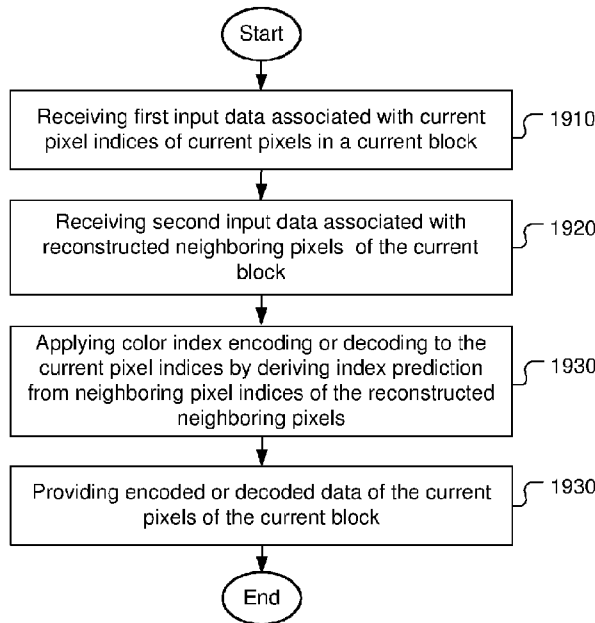 Start
Receiving first input data associated with current
pixel indices of current pixels in a current block
1910
Receiving second input data associated with
reconstructed neighboring pixels of the current
block
1920
Applying color index encoding or decoding to the
current pixel indices by deriving index prediction
from neighboring pixel indices of the reconstructed
neighboring pixels
1930
Providing encoded or decoded data of the current
pixels of the current block
1930
End